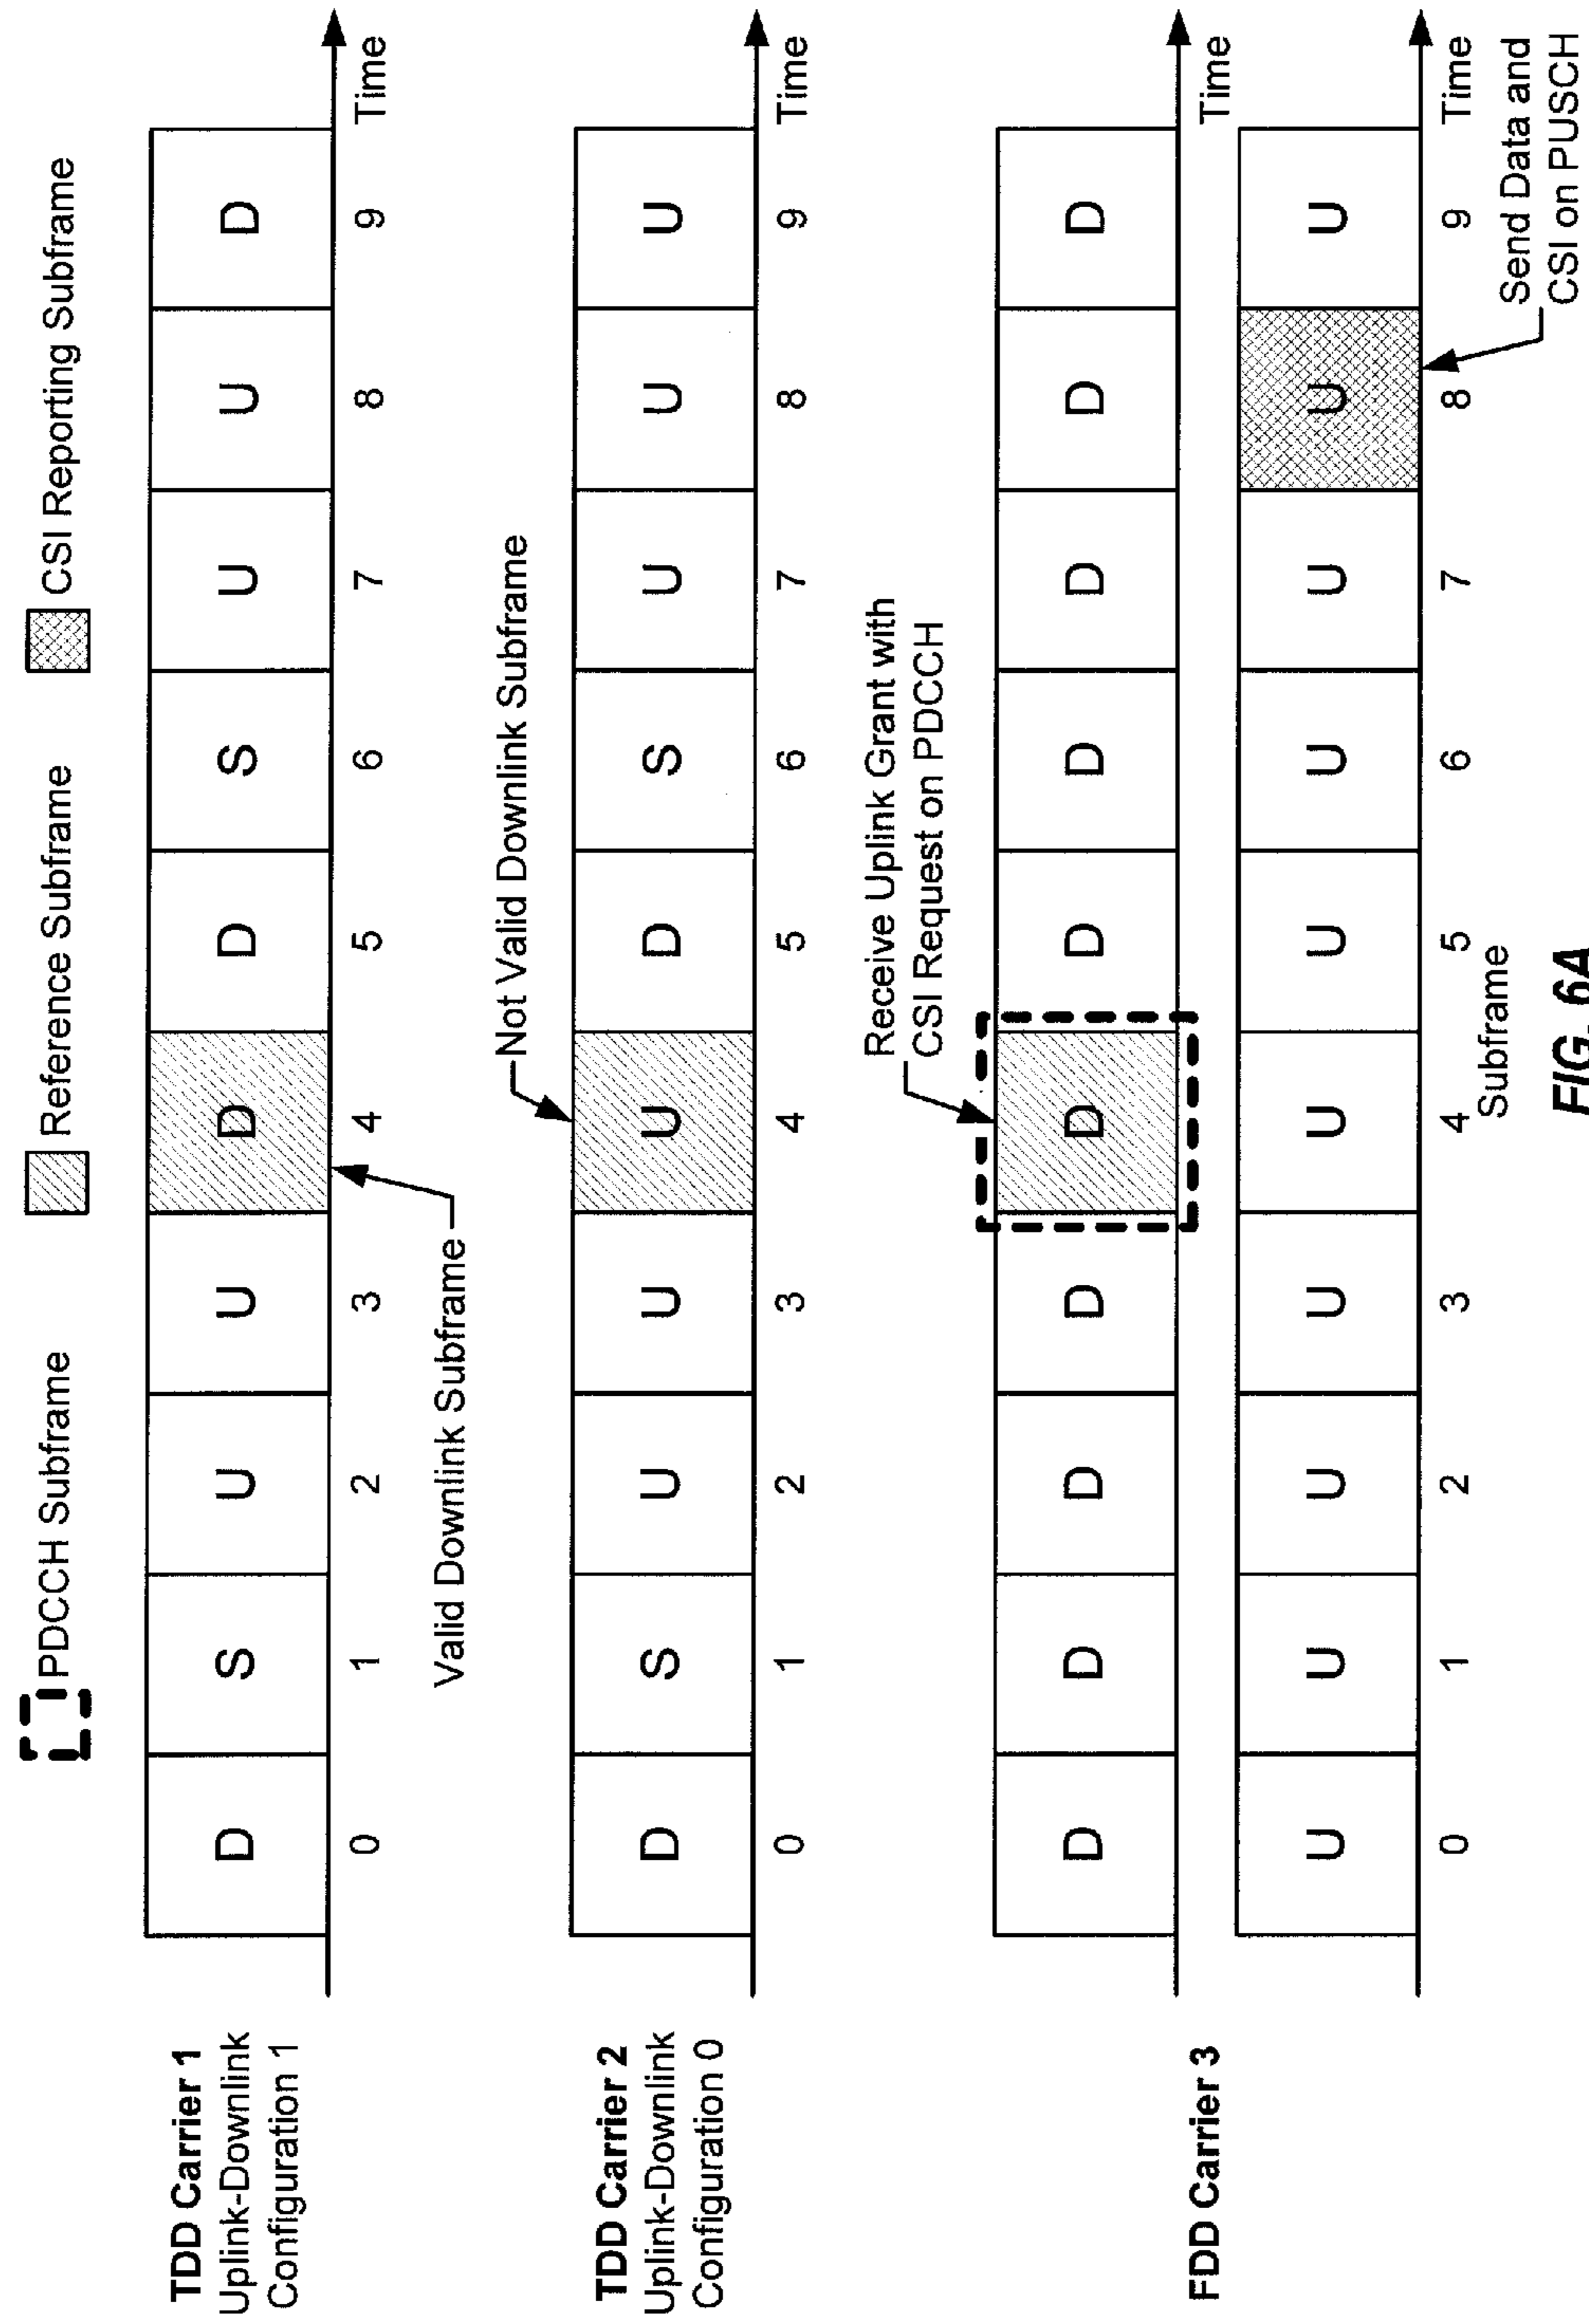 PDCCH Subframe
Reference Subframe
CSI Reporting Subframe
TDD Carrier 1
Uplink-Downlink
Configuration 1
D S U U D D S U U D
0 1 2 3 4 5 6 7 8 9 Time
Valid Downlink Subframe
Not Valid Downlink Subframe
TDD Carrier 2
Uplink-Downlink
Configuration 0
D S U U U D S U U U
0 1 2 3 4 5 6 7 8 9 Time
Receive Uplink Grant with
CSI Request on PDCCH
FDD Carrier 3
D D D D D D D D D D
Time
U U U U U U U U U U
0 1 2 3 4 5 6 7 8 9 Time
Subframe
Send Data and
CSI on PUSCH
FIG. 6A